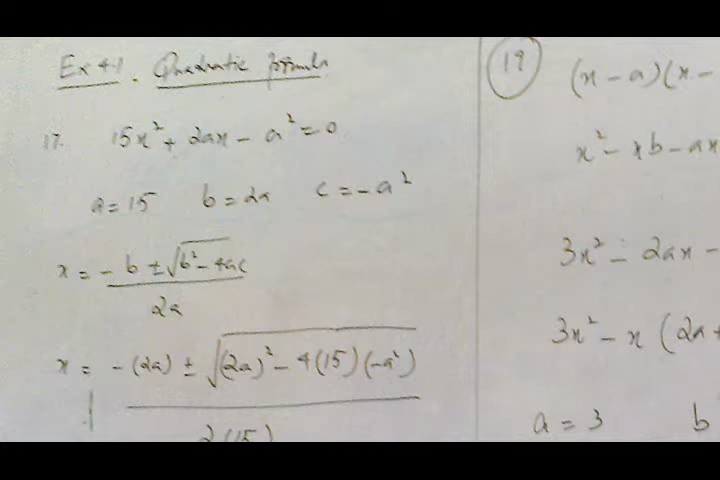 Ex 4.1. Quadratic formula
17. 15x² + 2ax - a² = 0
a = 15 b = 2a c = -a²
x = -b ± √b² - 4ac
2a
x = -(2a) ± √(2a)² - 4(15)(-a²)
2(15)
19
(x - a)(x -
x² - xb - ax
3x² - 2ax -
3x² - x (2a +
a = 3 b